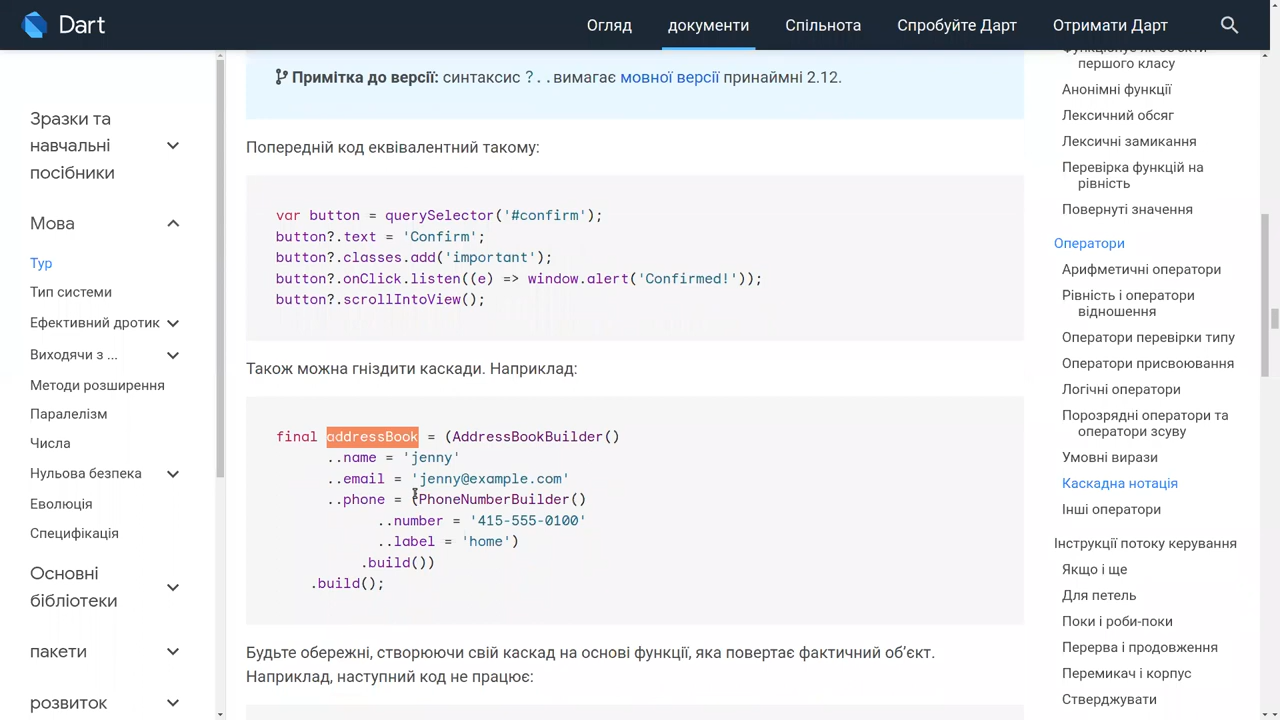 Dart
Огляд
документи
Спільнота
Спробуйте Дарт
Отримати Дарт
Зразки та
навчальні
посібники
Мова
Тур
Тип системи
Ефективний дротик
Виходячи з ...
Методи розширення
Паралелізм
Числа
Нульова безпека
Еволюція
Специфікація
Основні
бібліотеки
пакети
розвиток
Примітка до версії: синтаксис ?.. вимагає мовної версії принаймні 2.12.
Попередній код еквівалентний такому:
var button = querySelector('#confirm');
button?.text = 'Confirm';
button?.classes.add('important');
button?.onClick.listen((e) => window.alert('Confirmed!'));
button?.scrollIntoView();
Також можна гніздити каскади. Наприклад:
final addressBook = (AddressBookBuilder()
..name = 'jenny'
..email = 'jenny@example.com'
..phone = (PhoneNumberBuilder()
..number = '415-555-0100'
..label = 'home')
.build())
.build();
Будьте обережні, створюючи свій каскад на основі функції, яка повертає фактичний об’єкт.
Наприклад, наступний код не працює:
Функціонує як об'єкти
першого класу
Анонімні функції
Лексичний обсяг
Лексичні замикання
Перевірка функцій на
рівність
Повернуті значення
Оператори
Арифметичні оператори
Рівність і оператори
відношення
Оператори перевірки типу
Оператори присвоювання
Логічні оператори
Порозрядні оператори та
оператори зсуву
Умовні вирази
Каскадна нотація
Інші оператори
Інструкції потоку керування
Якщо і ще
Для петель
Поки і роби-поки
Перерва і продовження
Перемикач і корпус
Стверджувати